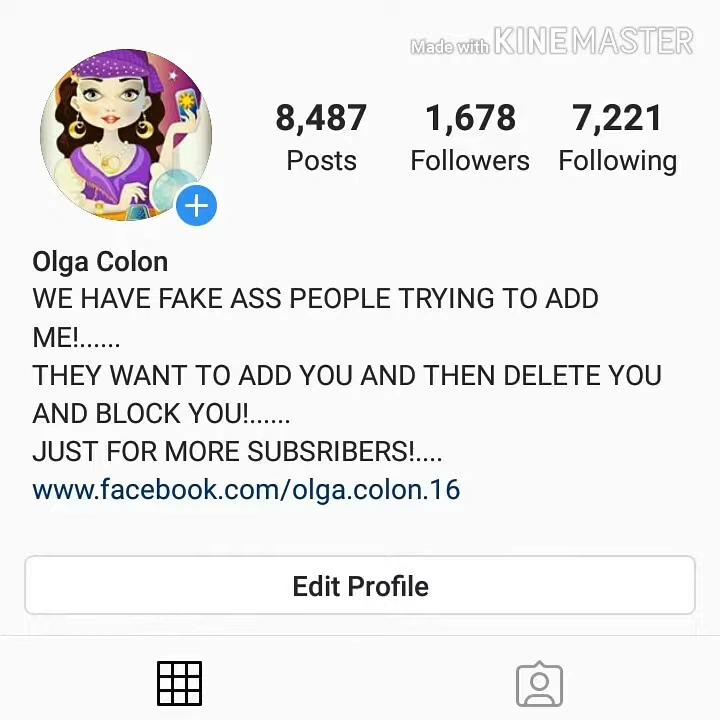 Made with KINEMASTER
8,487 1,678 7,221
Posts Followers Following
Olga Colon
WE HAVE FAKE ASS PEOPLE TRYING TO ADD
ME!......
THEY WANT TO ADD YOU AND THEN DELETE YOU
AND BLOCK YOU!......
JUST FOR MORE SUBSRIBERS!....
www.facebook.com/olga.colon.16
Edit Profile